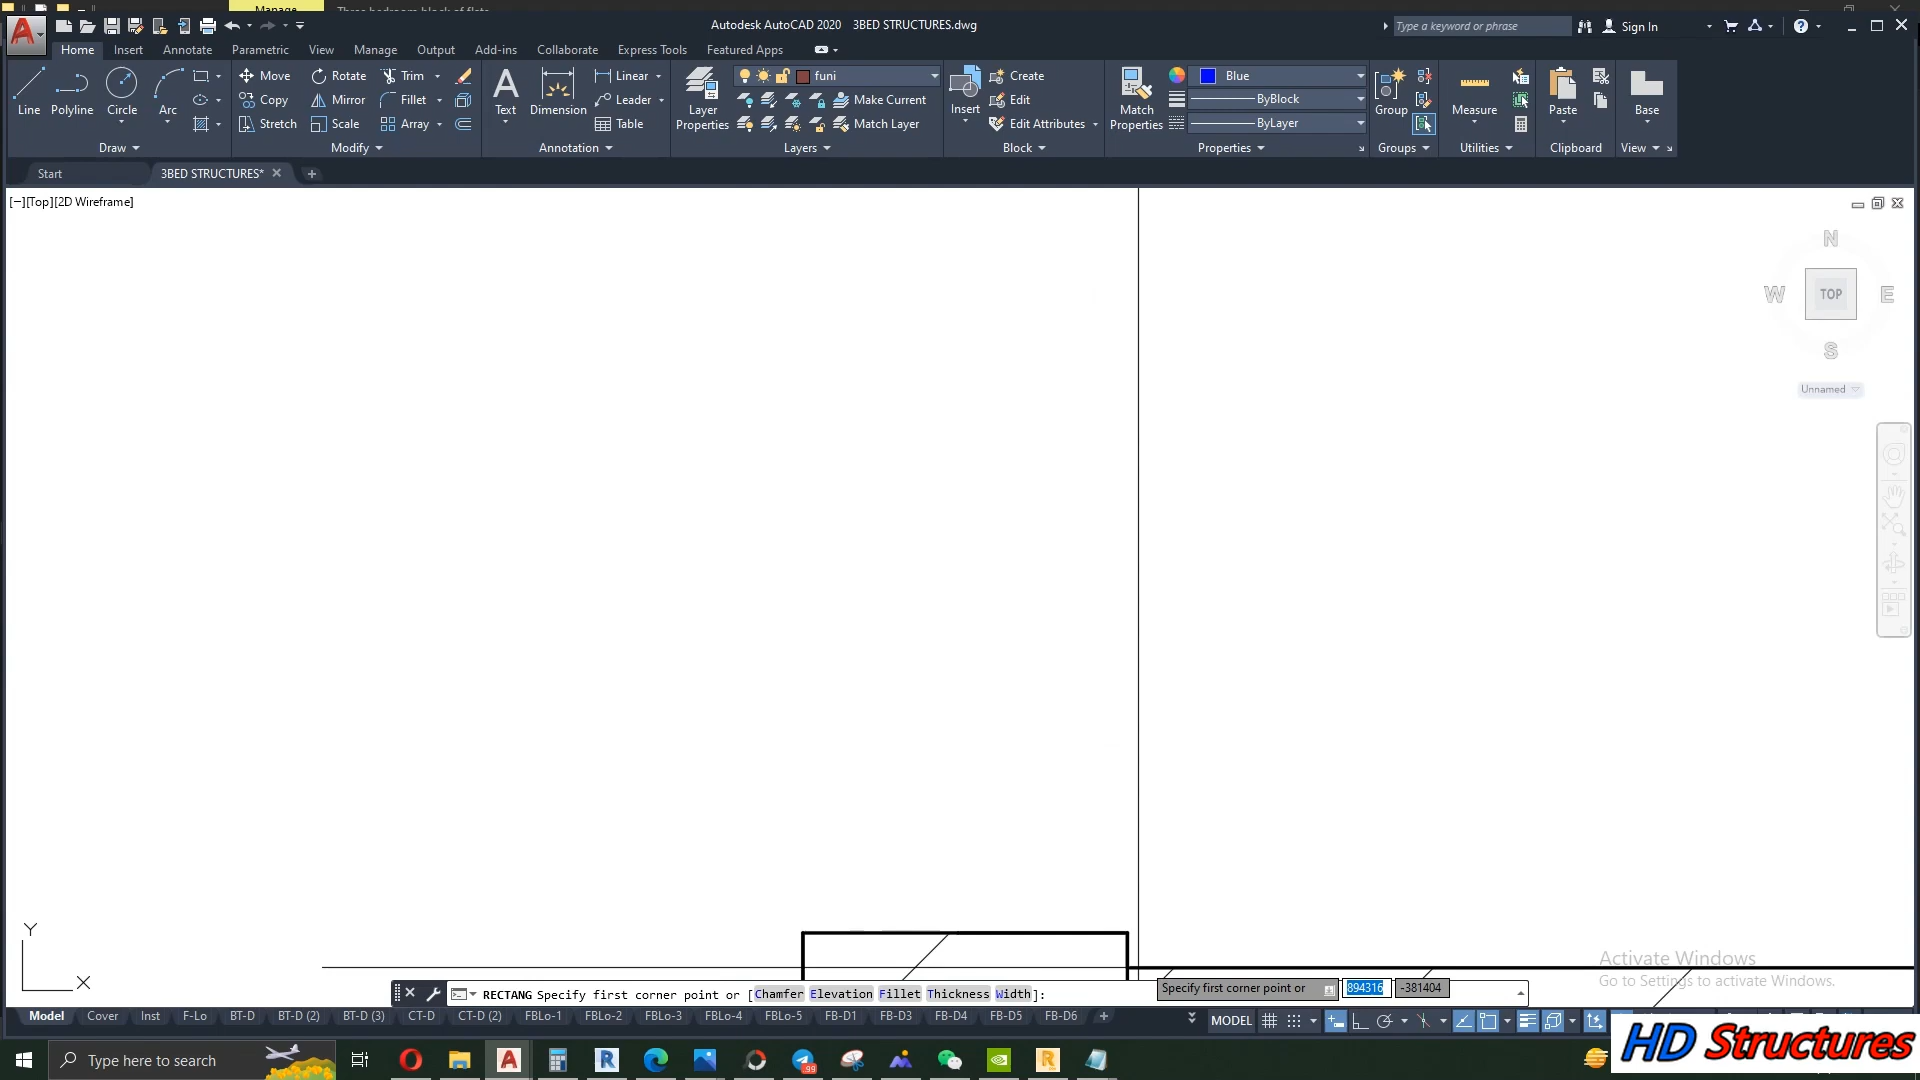 Manage
Three bedroom block of flats
Autodesk AutoCAD 2020 3BED STRUCTURES.dwg
Type a keyword or phrase
Sign In
Home Insert Annotate Parametric View Manage Output Add-ins Collaborate Express Tools Featured Apps
Line Polyline Circle Arc
Move Rotate Trim
Copy Mirror Fillet
Stretch Scale Array
Text Dimension
Linear
Leader
Table
Layer Properties
funi
Make Current
Match Layer
Insert
Create
Edit
Edit Attributes
Match Properties
Blue
ByBlock
ByLayer
Group
Measure
Paste
Base
Draw Modify Annotation Layers Block Properties Groups Utilities Clipboard View
Start 3BED STRUCTURES*
[−][Top][2D Wireframe]
N
W TOP E
S
Unnamed
Y
X
Activate Windows
Go to Settings to activate Windows.
RECTANG Specify first corner point or [Chamfer Elevation Fillet Thickness Width]:
Specify first corner point or 894316 -381404
Model Cover Inst F-Lo BT-D BT-D (2) BT-D (3) CT-D CT-D (2) FBLo-1 FBLo-2 FBLo-3 FBLo-4 FBLo-5 FB-D1 FB-D3 FB-D4 FB-D5 FB-D6
MODEL
Type here to search
99
HD Structures